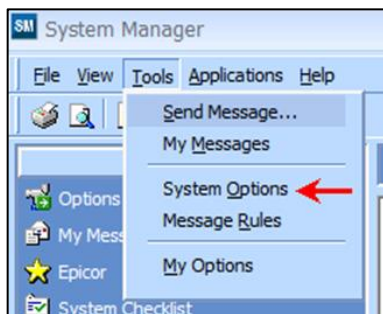 SM System Manager
File View Tools Applications Help
Send Message...
My Messages
System Options
Message Rules
My Options
Options
My Mess
Epicor
System Checklist